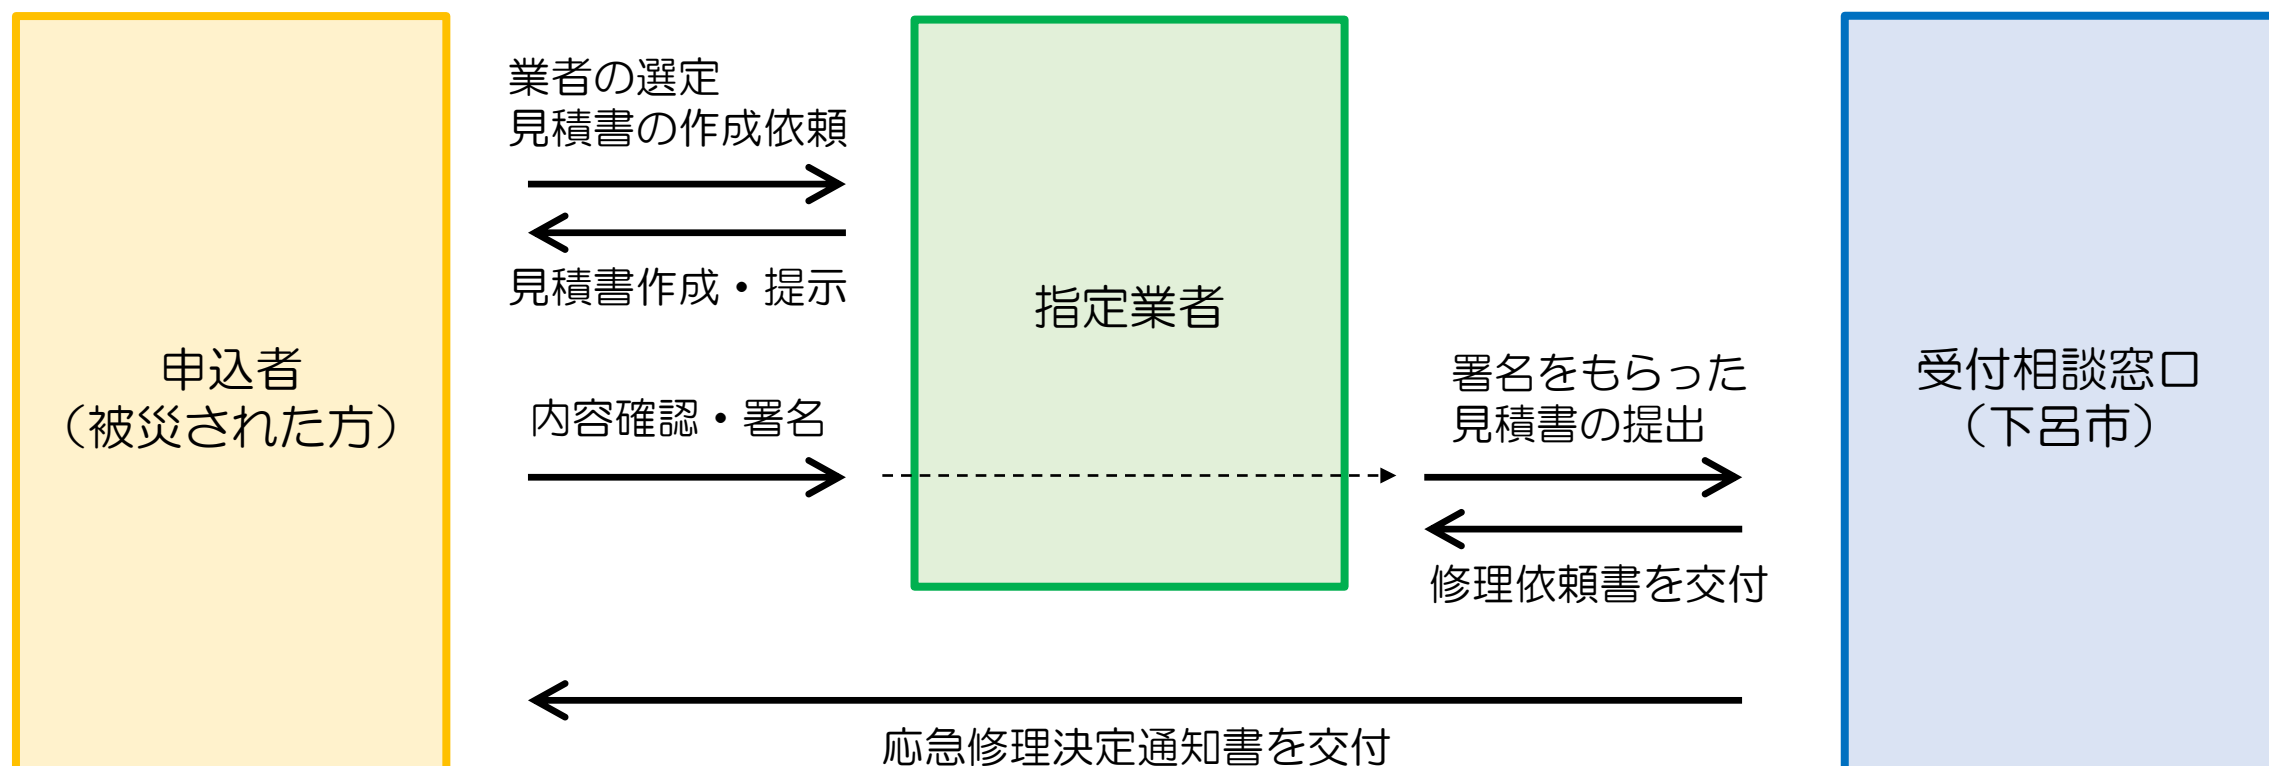 申込者
（被災された方）
業者の選定
見積書の作成依頼
見積書作成・提示
内容確認・署名
指定業者
署名をもらった
見積書の提出
修理依頼書を交付
受付相談窓口
（下呂市）
応急修理決定通知書を交付